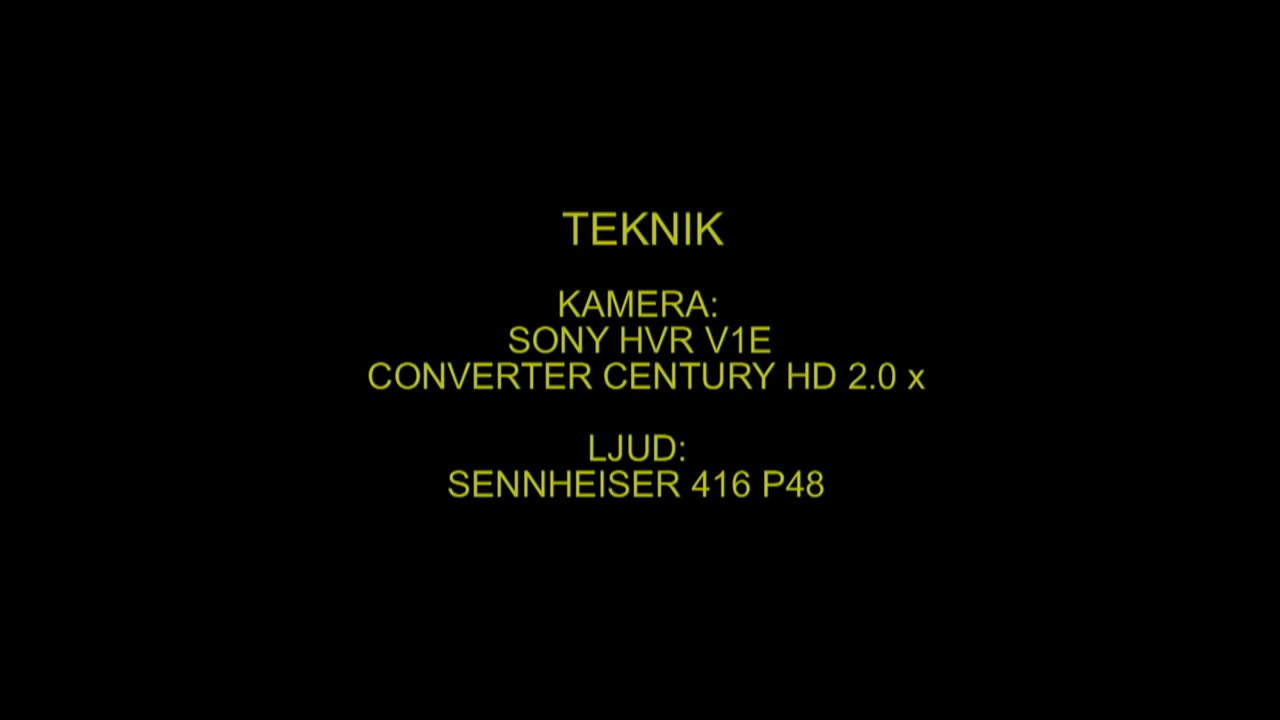 TEKNIK
KAMERA:
SONY HVR V1E
CONVERTER CENTURY HD 2.0 x
LJUD:
SENNHEISER 416 P48